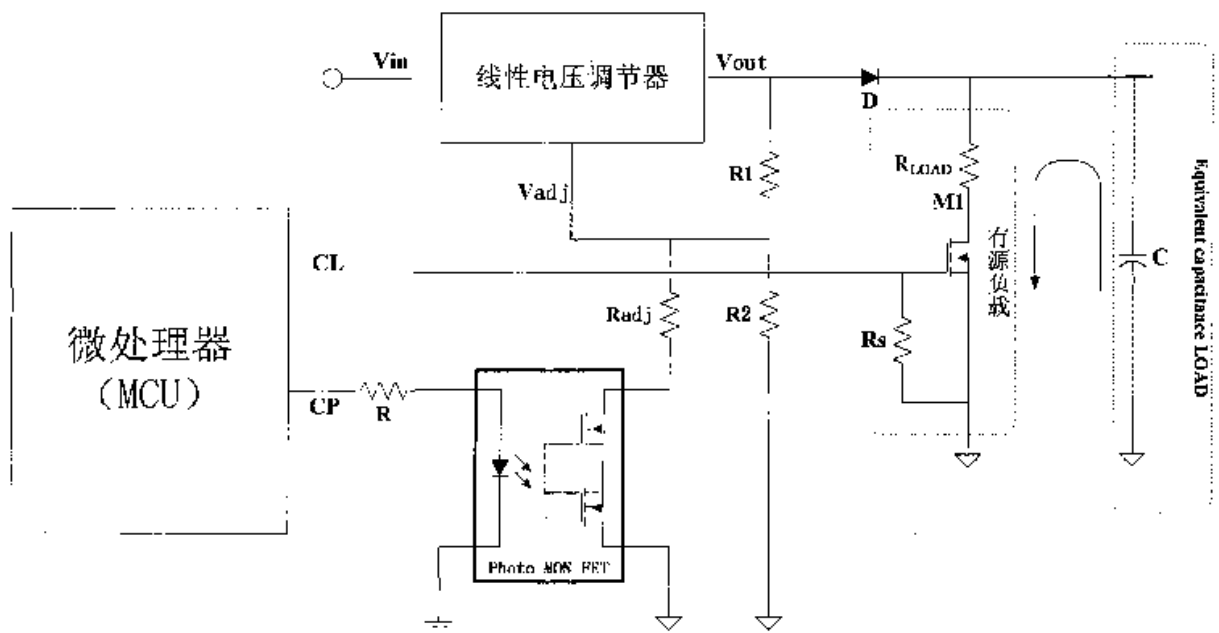 Vin
线性电压调节器
Vout
D
R1
R_LOAD
Vadj
M1
CL
有源负载
C
Equivalent capacitance LOAD
Radj
R2
Rs
微处理器
（MCU）
CP
R
Photo MOS FET